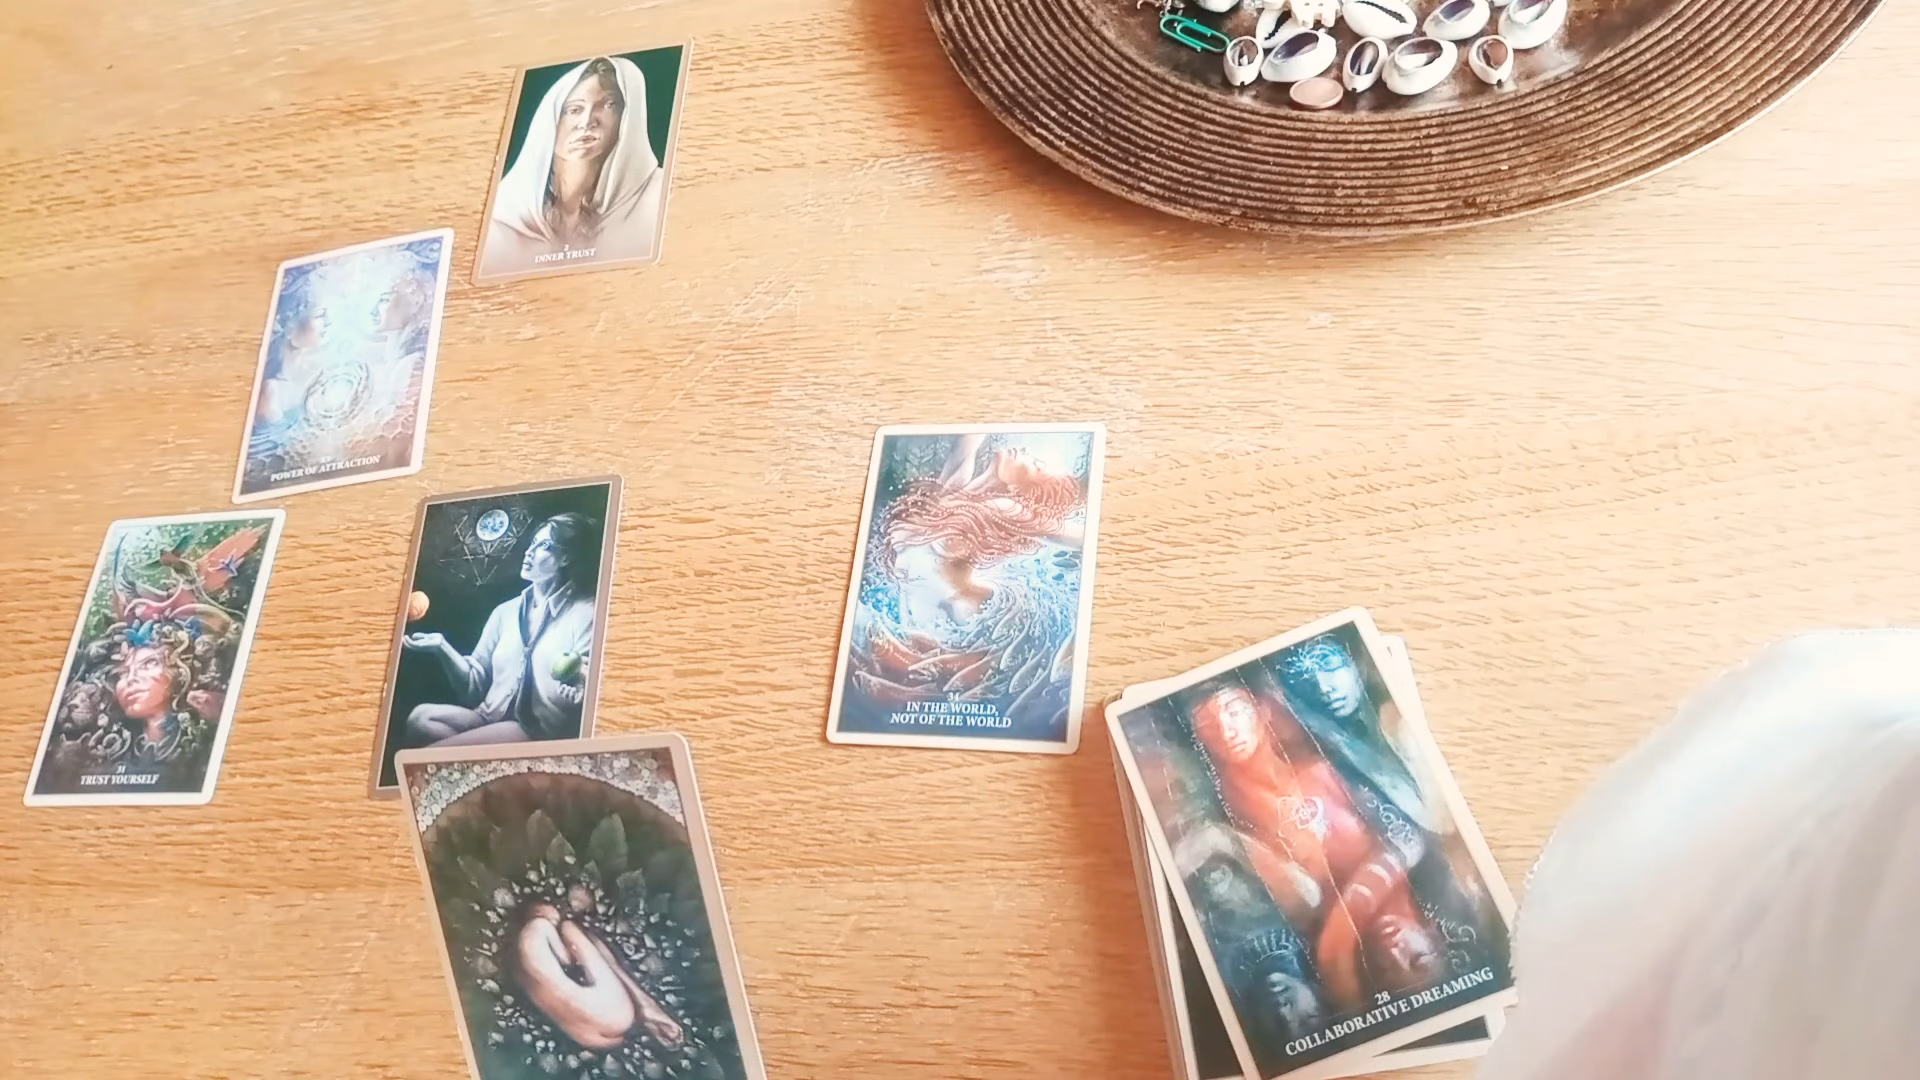 2
INNER TRUST
POWER OF ATTRACTION
31
TRUST YOURSELF
34
IN THE WORLD,
NOT OF THE WORLD
28
COLLABORATIVE DREAMING